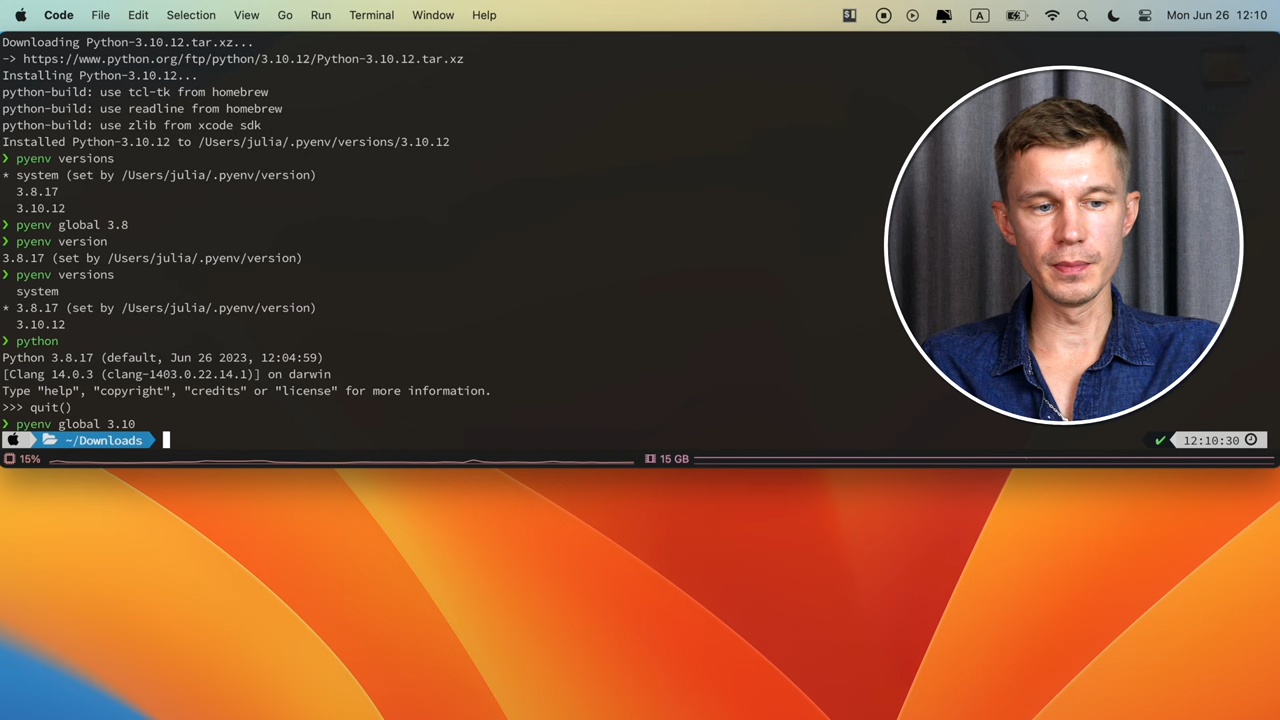 Code File Edit Selection View Go Run Terminal Window Help A Mon Jun 26 12:10
Downloading Python-3.10.12.tar.xz...
-> https://www.python.org/ftp/python/3.10.12/Python-3.10.12.tar.xz
Installing Python-3.10.12...
python-build: use tcl-tk from homebrew
python-build: use readline from homebrew
python-build: use zlib from xcode sdk
Installed Python-3.10.12 to /Users/julia/.pyenv/versions/3.10.12
❯ pyenv versions
* system (set by /Users/julia/.pyenv/version)
3.8.17
3.10.12
❯ pyenv global 3.8
❯ pyenv version
3.8.17 (set by /Users/julia/.pyenv/version)
❯ pyenv versions
system
* 3.8.17 (set by /Users/julia/.pyenv/version)
3.10.12
❯ python
Python 3.8.17 (default, Jun 26 2023, 12:04:59)
[Clang 14.0.3 (clang-1403.0.22.14.1)] on darwin
Type "help", "copyright", "credits" or "license" for more information.
>>> quit()
❯ pyenv global 3.10
~/Downloads ✔ 12:10:30
15% 15 GB